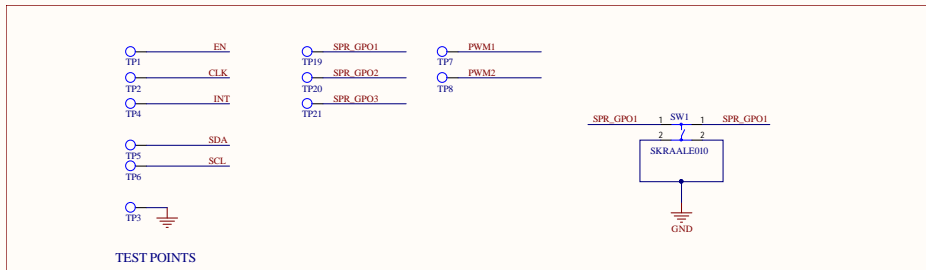 EN
TP1
CLK
TP2
INT
TP4
SDA
TP5
SCL
TP6
TP3
SPR_GPO1
TP19
SPR_GPO2
TP20
SPR_GPO3
TP21
PWM1
TP7
PWM2
TP8
SPR_GPO1 1 SW1 1 SPR_GPO1
2 2
SKRAALE010
GND
TEST POINTS